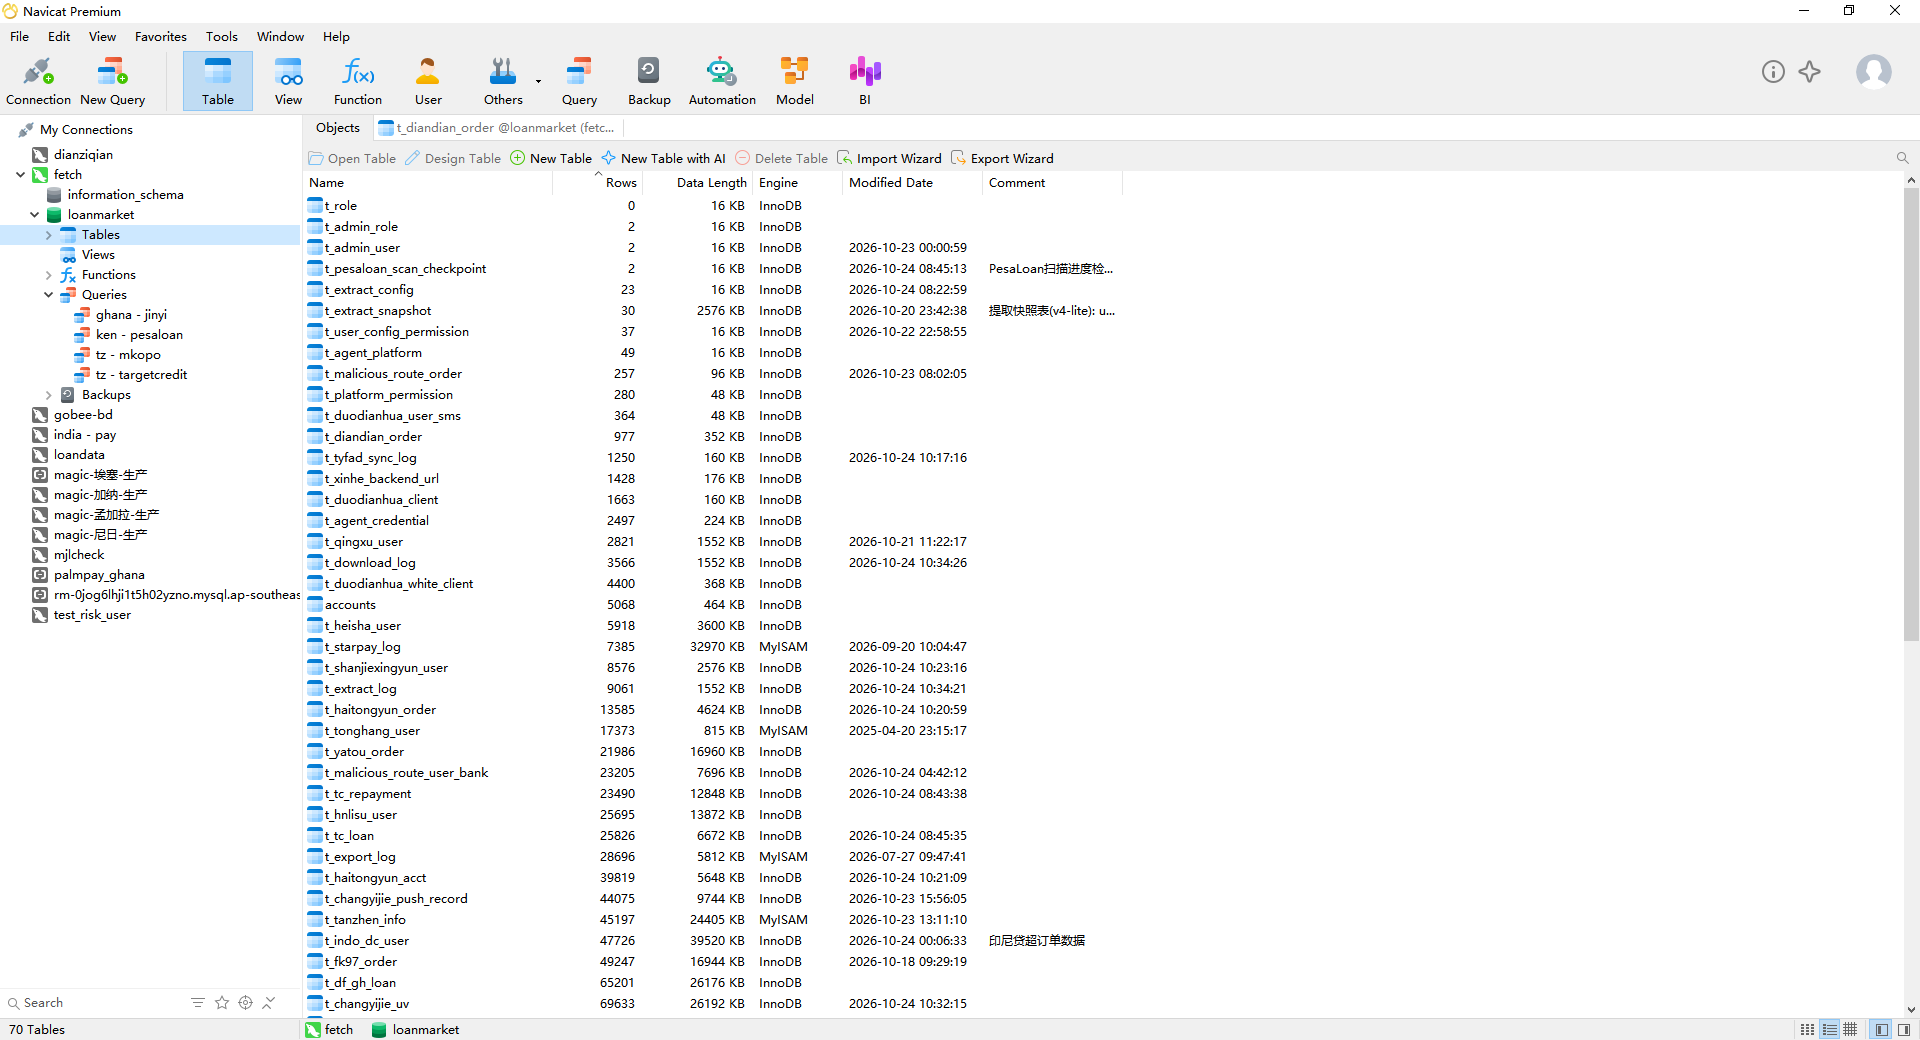 Navicat Premium
File Edit View Favorites Tools Window Help
Connection New Query Table View Function User Others Query Backup Automation Model BI
My Connections
dianziqian
fetch
information_schema
loanmarket
Tables
Views
Functions
Queries
ghana - jinyi
ken - pesaloan
tz - mkopo
tz - targetcredit
Backups
gobee-bd
india - pay
loandata
magic-埃塞-生产
magic-加纳-生产
magic-孟加拉-生产
magic-尼日-生产
mjlcheck
palmpay_ghana
rm-0jog6lhji1t5h02yzno.mysql.ap-southeas
test_risk_user
Search
70 Tables
Objects t_diandian_order @loanmarket (fetc...
Open Table Design Table New Table New Table with AI Delete Table Import Wizard Export Wizard
Name Rows Data Length Engine Modified Date Comment
t_role 0 16 KB InnoDB
t_admin_role 2 16 KB InnoDB
t_admin_user 2 16 KB InnoDB 2026-10-23 00:00:59
t_pesaloan_scan_checkpoint 2 16 KB InnoDB 2026-10-24 08:45:13 PesaLoan扫描进度检...
t_extract_config 23 16 KB InnoDB 2026-10-24 08:22:59
t_extract_snapshot 30 2576 KB InnoDB 2026-10-20 23:42:38 提取快照表(v4-lite): u...
t_user_config_permission 37 16 KB InnoDB 2026-10-22 22:58:55
t_agent_platform 49 16 KB InnoDB
t_malicious_route_order 257 96 KB InnoDB 2026-10-23 08:02:05
t_platform_permission 280 48 KB InnoDB
t_duodianhua_user_sms 364 48 KB InnoDB
t_diandian_order 977 352 KB InnoDB
t_tyfad_sync_log 1250 160 KB InnoDB 2026-10-24 10:17:16
t_xinhe_backend_url 1428 176 KB InnoDB
t_duodianhua_client 1663 160 KB InnoDB
t_agent_credential 2497 224 KB InnoDB
t_qingxu_user 2821 1552 KB InnoDB 2026-10-21 11:22:17
t_download_log 3566 1552 KB InnoDB 2026-10-24 10:34:26
t_duodianhua_white_client 4400 368 KB InnoDB
accounts 5068 464 KB InnoDB
t_heisha_user 5918 3600 KB InnoDB
t_starpay_log 7385 32970 KB MyISAM 2026-09-20 10:04:47
t_shanjiexingyun_user 8576 2576 KB InnoDB 2026-10-24 10:23:16
t_extract_log 9061 1552 KB InnoDB 2026-10-24 10:34:21
t_haitongyun_order 13585 4624 KB InnoDB 2026-10-24 10:20:59
t_tonghang_user 17373 815 KB MyISAM 2025-04-20 23:15:17
t_yatou_order 21986 16960 KB InnoDB
t_malicious_route_user_bank 23205 7696 KB InnoDB 2026-10-24 04:42:12
t_tc_repayment 23490 12848 KB InnoDB 2026-10-24 08:43:38
t_hnlisu_user 25695 13872 KB InnoDB
t_tc_loan 25826 6672 KB InnoDB 2026-10-24 08:45:35
t_export_log 28696 5812 KB MyISAM 2026-07-27 09:47:41
t_haitongyun_acct 39819 5648 KB InnoDB 2026-10-24 10:21:09
t_changyijie_push_record 44075 9744 KB InnoDB 2026-10-23 15:56:05
t_tanzhen_info 45197 24405 KB MyISAM 2026-10-23 13:11:10
t_indo_dc_user 47726 39520 KB InnoDB 2026-10-24 00:06:33 印尼贷超订单数据
t_fk97_order 49247 16944 KB InnoDB 2026-10-18 09:29:19
t_df_gh_loan 65201 26176 KB InnoDB
t_changyijie_uv 69633 26192 KB InnoDB 2026-10-24 10:32:15
fetch loanmarket